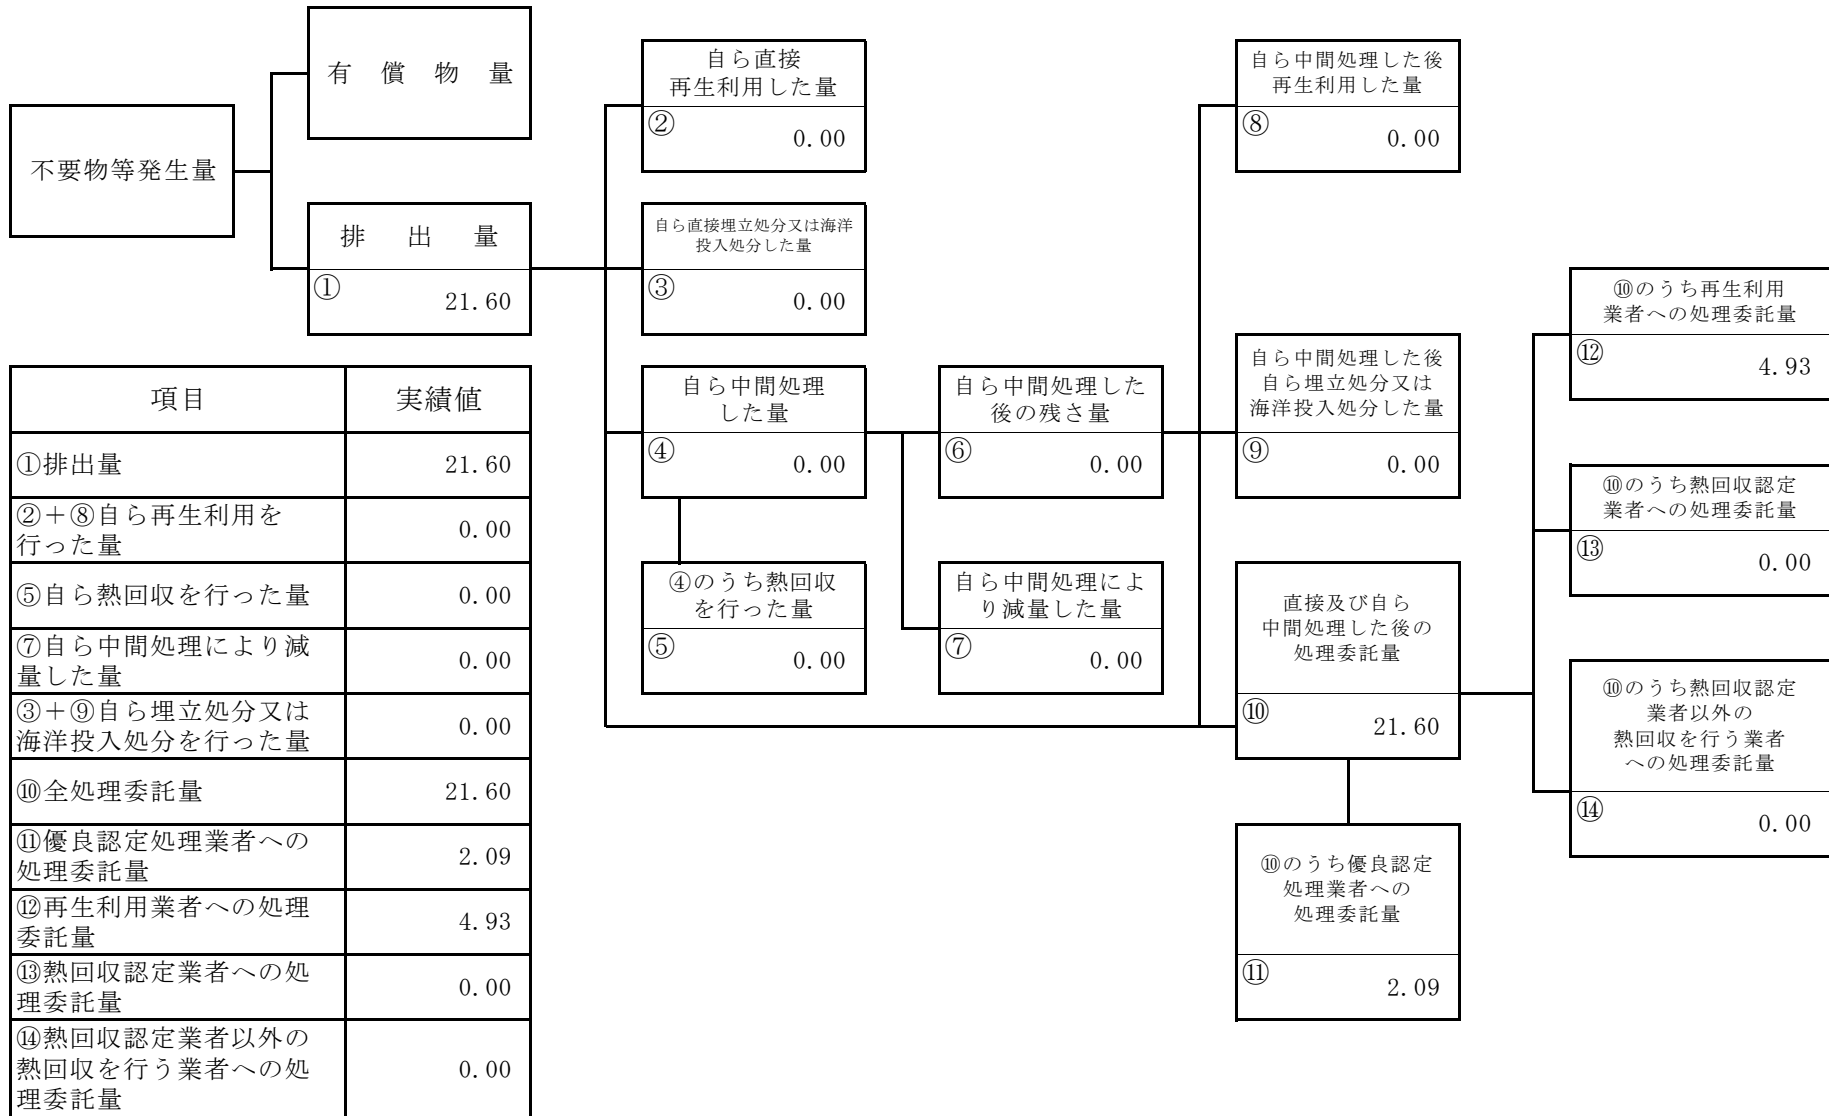 有償物量
不要物等発生量
排出量
①
21.60
自ら直接
再生利用した量
②
0.00
自ら直接埋立処分又は海洋
投入処分した量
③
0.00
自ら中間処理
した量
④
0.00
④のうち熱回収
を行った量
⑤
0.00
自ら中間処理した
後の残さ量
⑥
0.00
自ら中間処理によ
り減量した量
⑦
0.00
自ら中間処理した後
再生利用した量
⑧
0.00
自ら中間処理した後
自ら埋立処分又は
海洋投入処分した量
⑨
0.00
直接及び自ら
中間処理した後の
処理委託量
⑩
21.60
⑩のうち優良認定
処理業者への
処理委託量
⑪
2.09
⑩のうち再生利用
業者への処理委託量
⑫
4.93
⑩のうち熱回収認定
業者への処理委託量
⑬
0.00
⑩のうち熱回収認定
業者以外の
熱回収を行う業者
への処理委託量
⑭
0.00
項目 実績値
①排出量 21.60
②+⑧自ら再生利用を
行った量 0.00
⑤自ら熱回収を行った量 0.00
⑦自ら中間処理により減
量した量 0.00
③+⑨自ら埋立処分又は
海洋投入処分を行った量 0.00
⑩全処理委託量 21.60
⑪優良認定処理業者への
処理委託量 2.09
⑫再生利用業者への処理
委託量 4.93
⑬熱回収認定業者への処
理委託量 0.00
⑭熱回収認定業者以外の
熱回収を行う業者への処 0.00
理委託量